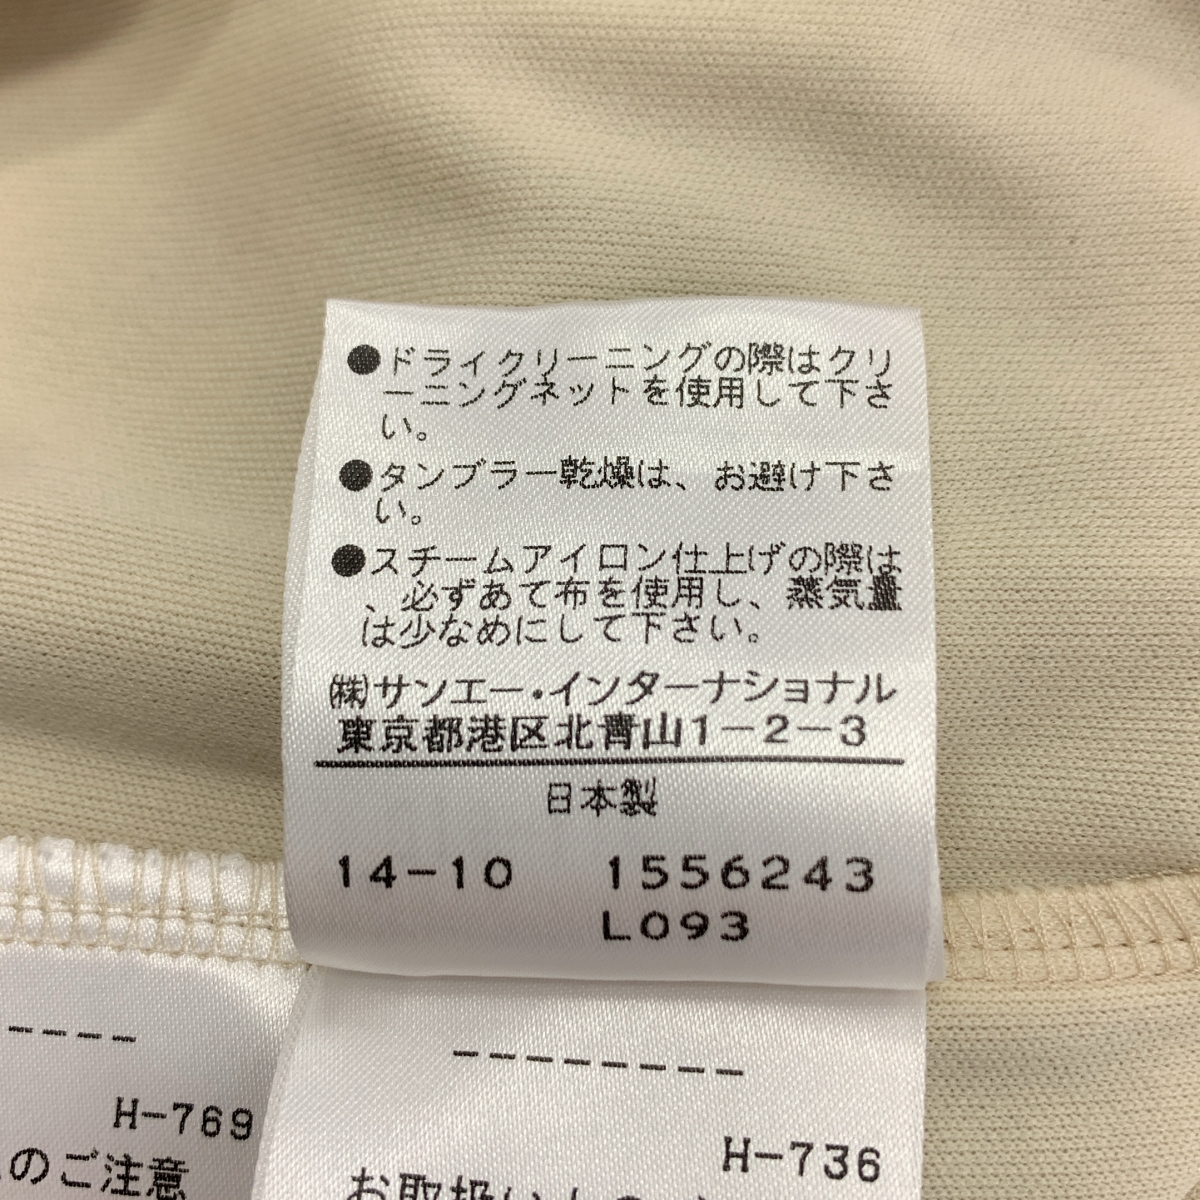 ●ドライクリーニングの際はクリ
ーニングネットを使用して下さ
い。
●タンブラー乾燥は、お避け下さ
い。
●スチームアイロン仕上げの際は
、必ずあて布を使用し、蒸気量
は少なめにして下さい。
㈱サンエー・インターナショナル
東京都港区北青山1-2-3
日本製
14-10 1556243
L093
----
H-769
のご注意
--------
H-736
お取扱い